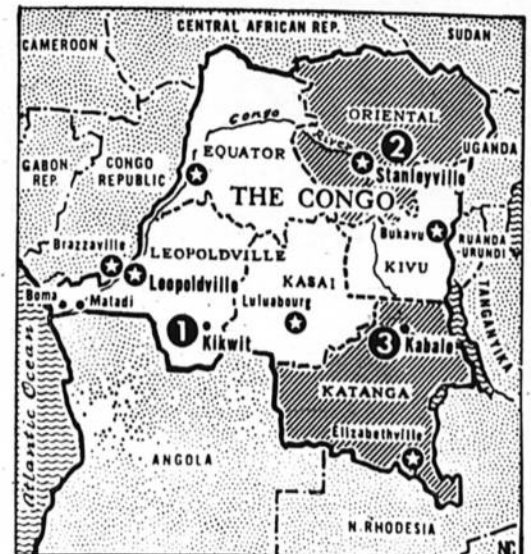 CENTRAL AFRICAN REP.
SUDAN
CAMEROON
Congo
River
ORIENTAL
2
EQUATOR
UGANDA
GABON
REP.
CONGO
REPUBLIC
Stanleyville
THE CONGO
Brazzaville
LEOPOLDVILLE
Leopoldville
KASAI
Bukavu
KIVU
RUANDA
URUNDI
Boma
Matadi
Luluabourg
TANGANYIKA
1
Kikwit
3
Kabalo
KATANGA
Elizabethville
Atlantic Ocean
ANGOLA
N. RHODESIA